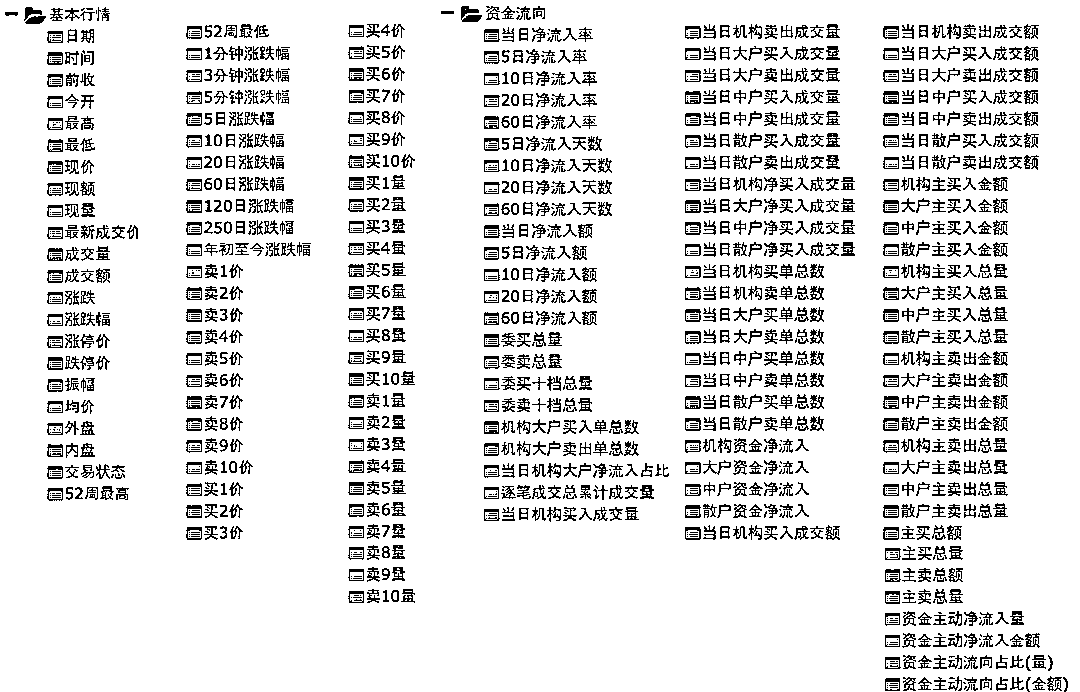 基本行情
日期
时间
前收
今开
最高
最低
现价
现额
现量
最新成交价
成交量
成交额
涨跌
涨跌幅
涨停价
跌停价
振幅
均价
外盘
内盘
交易状态
52周最高
52周最低
1分钟涨跌幅
3分钟涨跌幅
5分钟涨跌幅
5日涨跌幅
10日涨跌幅
20日涨跌幅
60日涨跌幅
120日涨跌幅
250日涨跌幅
年初至今涨跌幅
卖1价
卖2价
卖3价
卖4价
卖5价
卖6价
卖7价
卖8价
卖9价
卖10价
买1价
买2价
买3价
买4价
买5价
买6价
买7价
买8价
买9价
买10价
买1量
买2量
买3量
买4量
买5量
买6量
买7量
买8量
买9量
买10量
卖1量
卖2量
卖3量
卖4量
卖5量
卖6量
卖7量
卖8量
卖9量
卖10量
资金流向
当日净流入率
5日净流入率
10日净流入率
20日净流入率
60日净流入率
5日净流入天数
10日净流入天数
20日净流入天数
60日净流入天数
当日净流入额
5日净流入额
10日净流入额
20日净流入额
60日净流入额
委买总量
委卖总量
委买十档总量
委卖十档总量
机构大户买入单总数
机构大户卖出单总数
当日机构大户净流入占比
逐笔成交总累计成交量
当日机构买入成交量
当日机构卖出成交量
当日大户买入成交量
当日大户卖出成交量
当日中户买入成交量
当日中户卖出成交量
当日散户买入成交量
当日散户卖出成交量
当日机构净买入成交量
当日大户净买入成交量
当日中户净买入成交量
当日散户净买入成交量
当日机构买单总数
当日机构卖单总数
当日大户买单总数
当日大户卖单总数
当日中户买单总数
当日中户卖单总数
当日散户买单总数
当日散户卖单总数
机构资金净流入
大户资金净流入
中户资金净流入
散户资金净流入
当日机构买入成交额
当日机构卖出成交额
当日大户买入成交额
当日大户卖出成交额
当日中户买入成交额
当日中户卖出成交额
当日散户买入成交额
当日散户卖出成交额
机构主买入金额
大户主买入金额
中户主买入金额
散户主买入金额
机构主买入总量
大户主买入总量
中户主买入总量
散户主买入总量
机构主卖出金额
大户主卖出金额
中户主卖出金额
散户主卖出金额
机构主卖出总量
大户主卖出总量
中户主卖出总量
散户主卖出总量
主买总额
主买总量
主卖总额
主卖总量
资金主动净流入量
资金主动净流入金额
资金主动流向占比(量)
资金主动流向占比(金额)